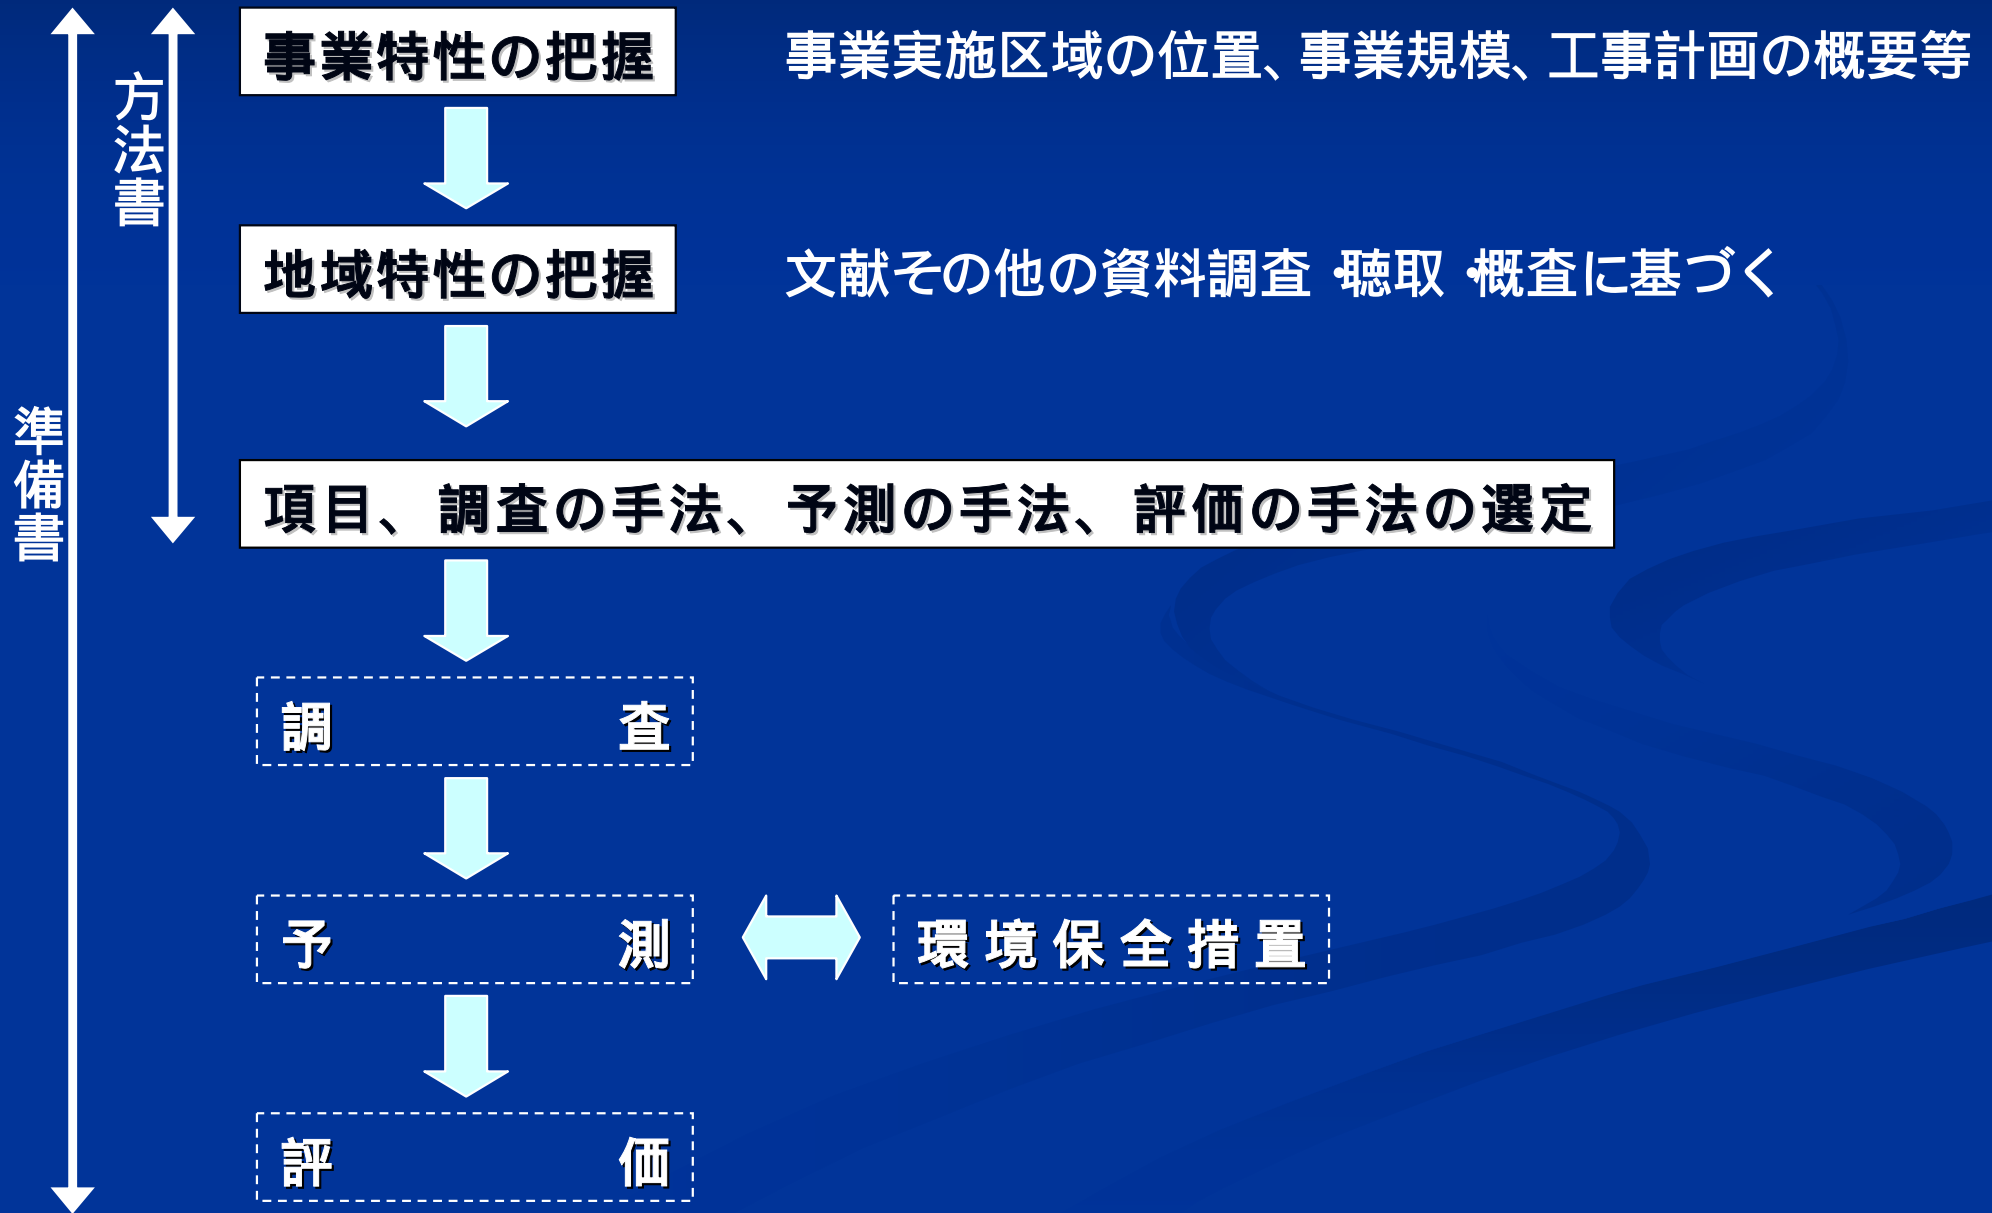 事業特性の把握
事業実施区域の位置、事業規模、工事計画の概要等
方法書
地域特性の把握
文献その他の資料調査・聴取・概査に基づく
準備書
項目、調査の手法、予測の手法、評価の手法の選定
調査
予測
環境保全措置
評価